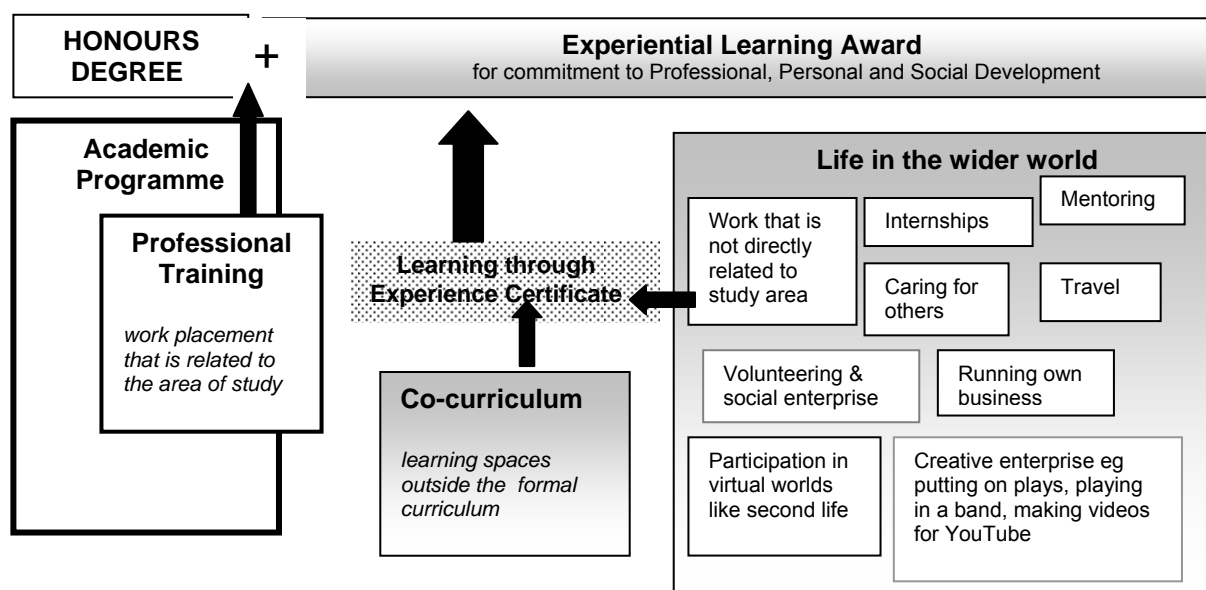 HONOURS
DEGREE
+
Experiential Learning Award
for commitment to Professional, Personal and Social Development
Academic
Programme
Professional
Training
work placement
that is related to
the area of study
Learning through
Experience Certificate
Co-curriculum
learning spaces
outside the formal
curriculum
Life in the wider world
Work that is
not directly
related to
study area
Internships
Mentoring
Caring for
others
Travel
Volunteering &
social enterprise
Running own
business
Participation in
virtual worlds
like second life
Creative enterprise eg
putting on plays, playing
in a band, making videos
for YouTube